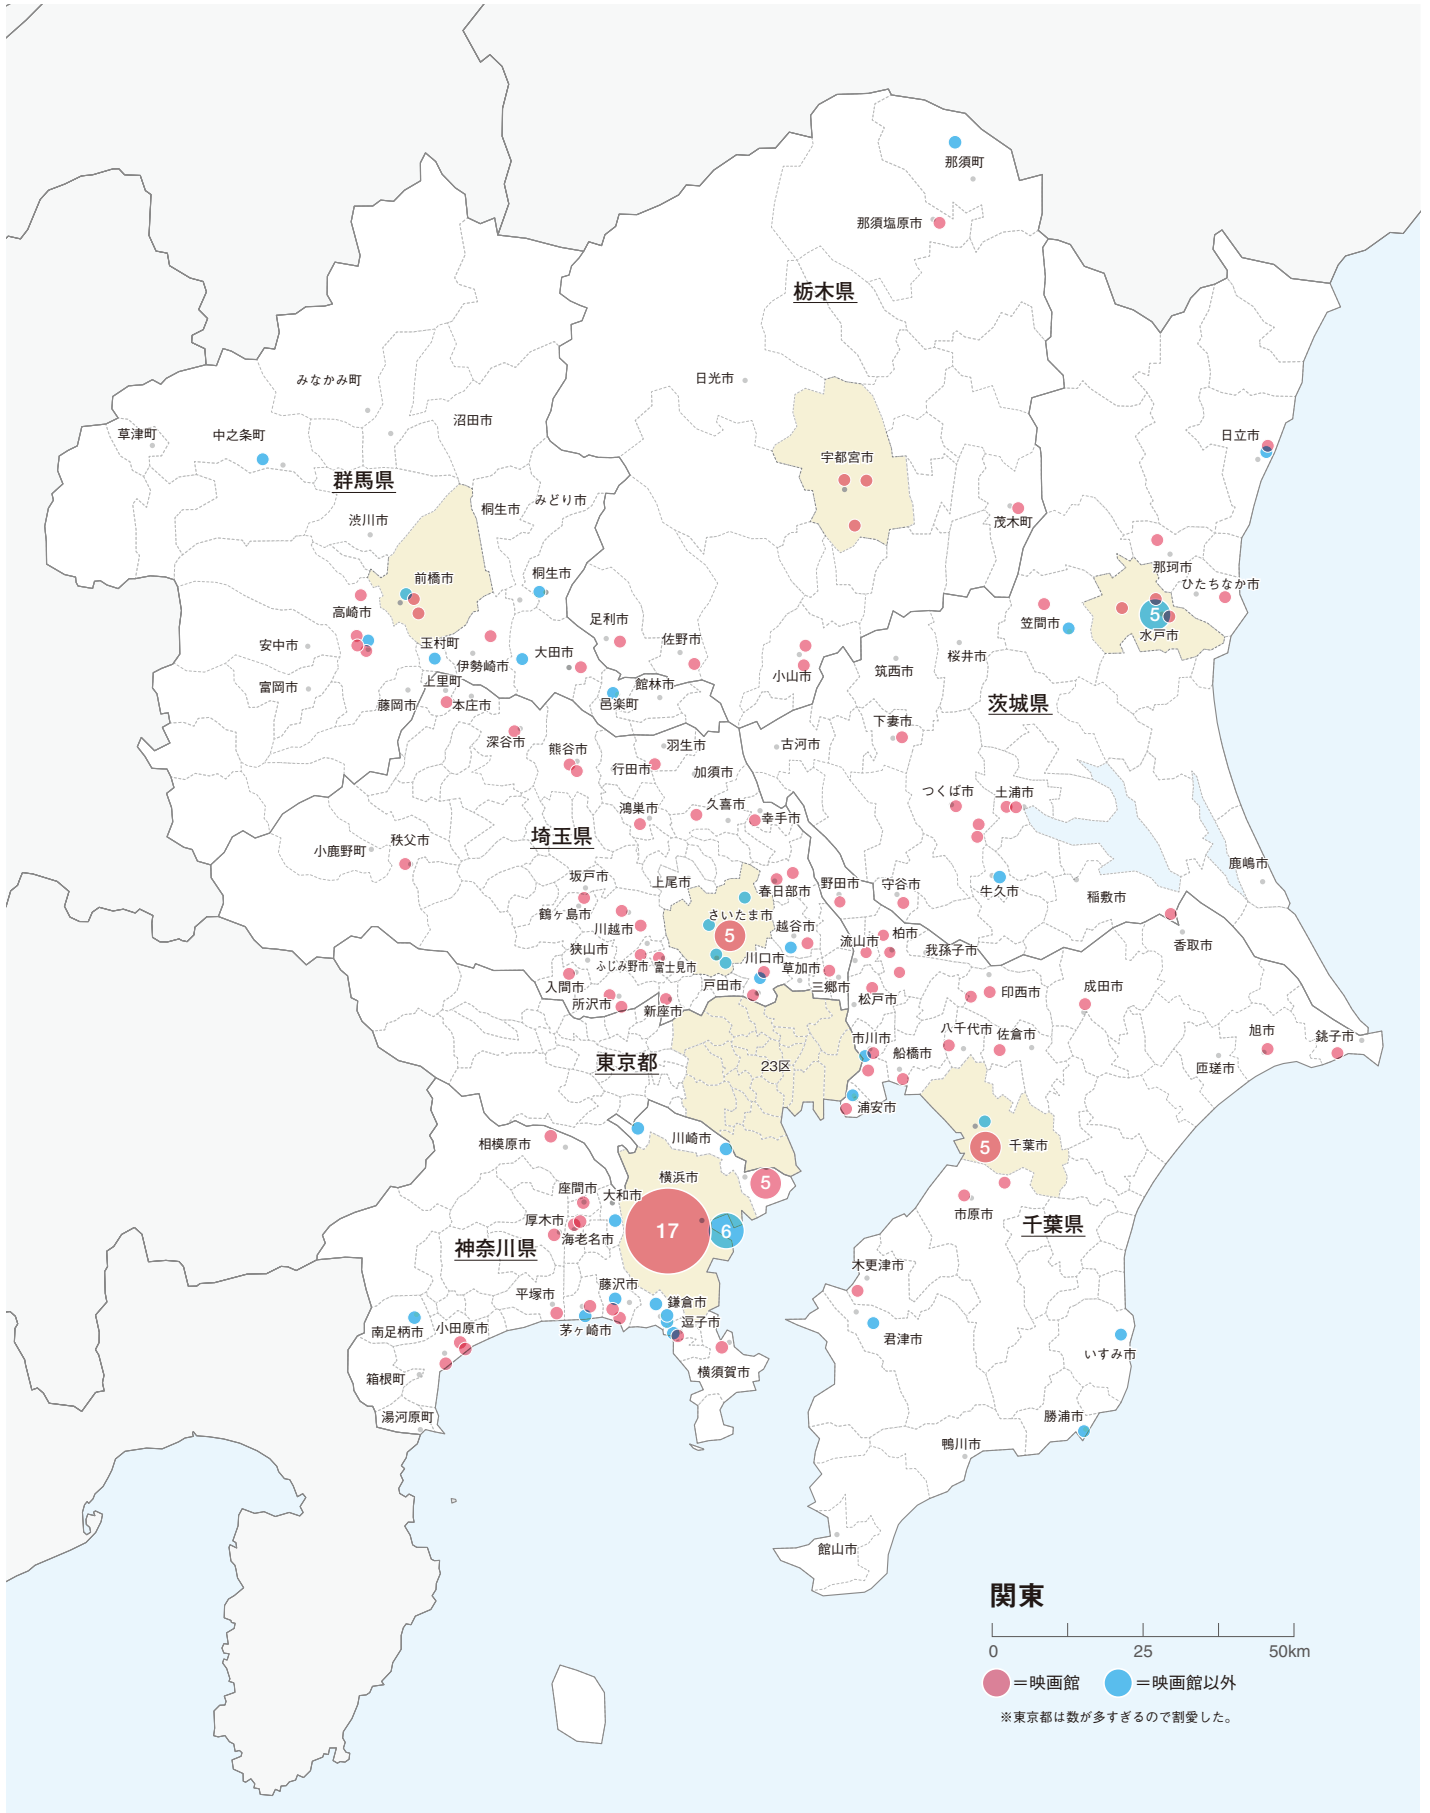 那須町
那須塩原市
栃木県
みなかみ町
日光市
沼田市
草津町
中之条町
日立市
宇都宮市
群馬県
みどり市
桐生市
渋川市
茂木町
那珂市
前橋市
桐生市
ひたちなか市
高崎市
足利市
5
笠間市
水戸市
安中市
玉村町
佐野市
伊勢崎市
大田市
桜井市
小山市
筑西市
富岡市
上里町
館林市
藤岡市
本庄市
邑楽町
茨城県
下妻市
深谷市
熊谷市
羽生市
古河市
行田市
加須市
つくば市
土浦市
鴻巣市
久喜市
幸手市
埼玉県
秩父市
小鹿野町
鹿嶋市
坂戸市
上尾市
春日部市
野田市
守谷市
牛久市
稲敷市
鶴ヶ島市
さいたま市
川越市
5
越谷市
流山市
柏市
我孫子市
香取市
狭山市
ふじみ野市
富士見市
川口市
草加市
入間市
戸田市
三郷市
松戸市
印西市
成田市
所沢市
新座市
東京都
23区
市川市
船橋市
八千代市
佐倉市
旭市
銚子市
匝瑳市
浦安市
相模原市
川崎市
5
千葉市
横浜市
5
座間市
大和市
厚木市
海老名市
17
6
市原市
千葉県
神奈川県
木更津市
平塚市
藤沢市
鎌倉市
逗子市
茅ヶ崎市
南足柄市
小田原市
君津市
いすみ市
箱根町
横須賀市
湯河原町
勝浦市
鴨川市
館山市
関東
0
25
50km
＝映画館
＝映画館以外
※東京都は数が多すぎるので割愛した。